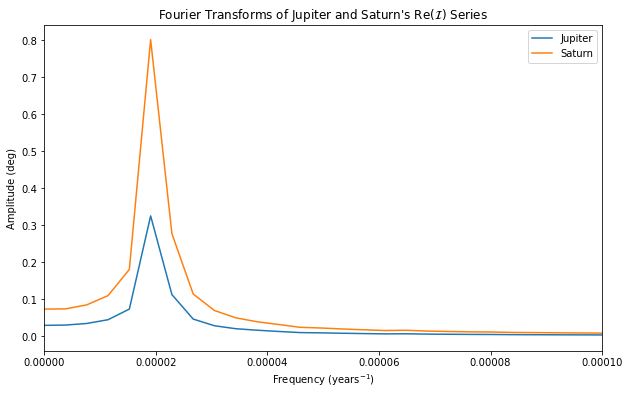 Fourier Transforms of Jupiter and Saturn's Re(ℐ) Series
Jupiter
Saturn
Amplitude (deg)
0.8
0.7
0.6
0.5
0.4
0.3
0.2
0.1
0.0
0.00000 0.00002 0.00004 0.00006 0.00008 0.00010
Frequency (years⁻¹)